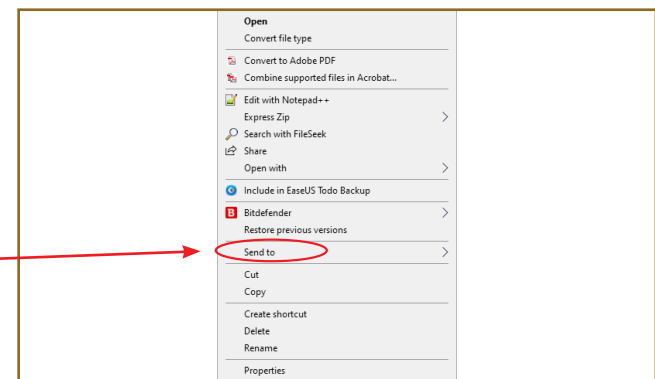 Open
Convert file type
Convert to Adobe PDF
Combine supported files in Acrobat...
Edit with Notepad++
Express Zip
Search with FileSeek
Share
Open with
Include in EaseUS Todo Backup
B Bitdefender
Restore previous versions
Send to
Cut
Copy
Create shortcut
Delete
Rename
Properties